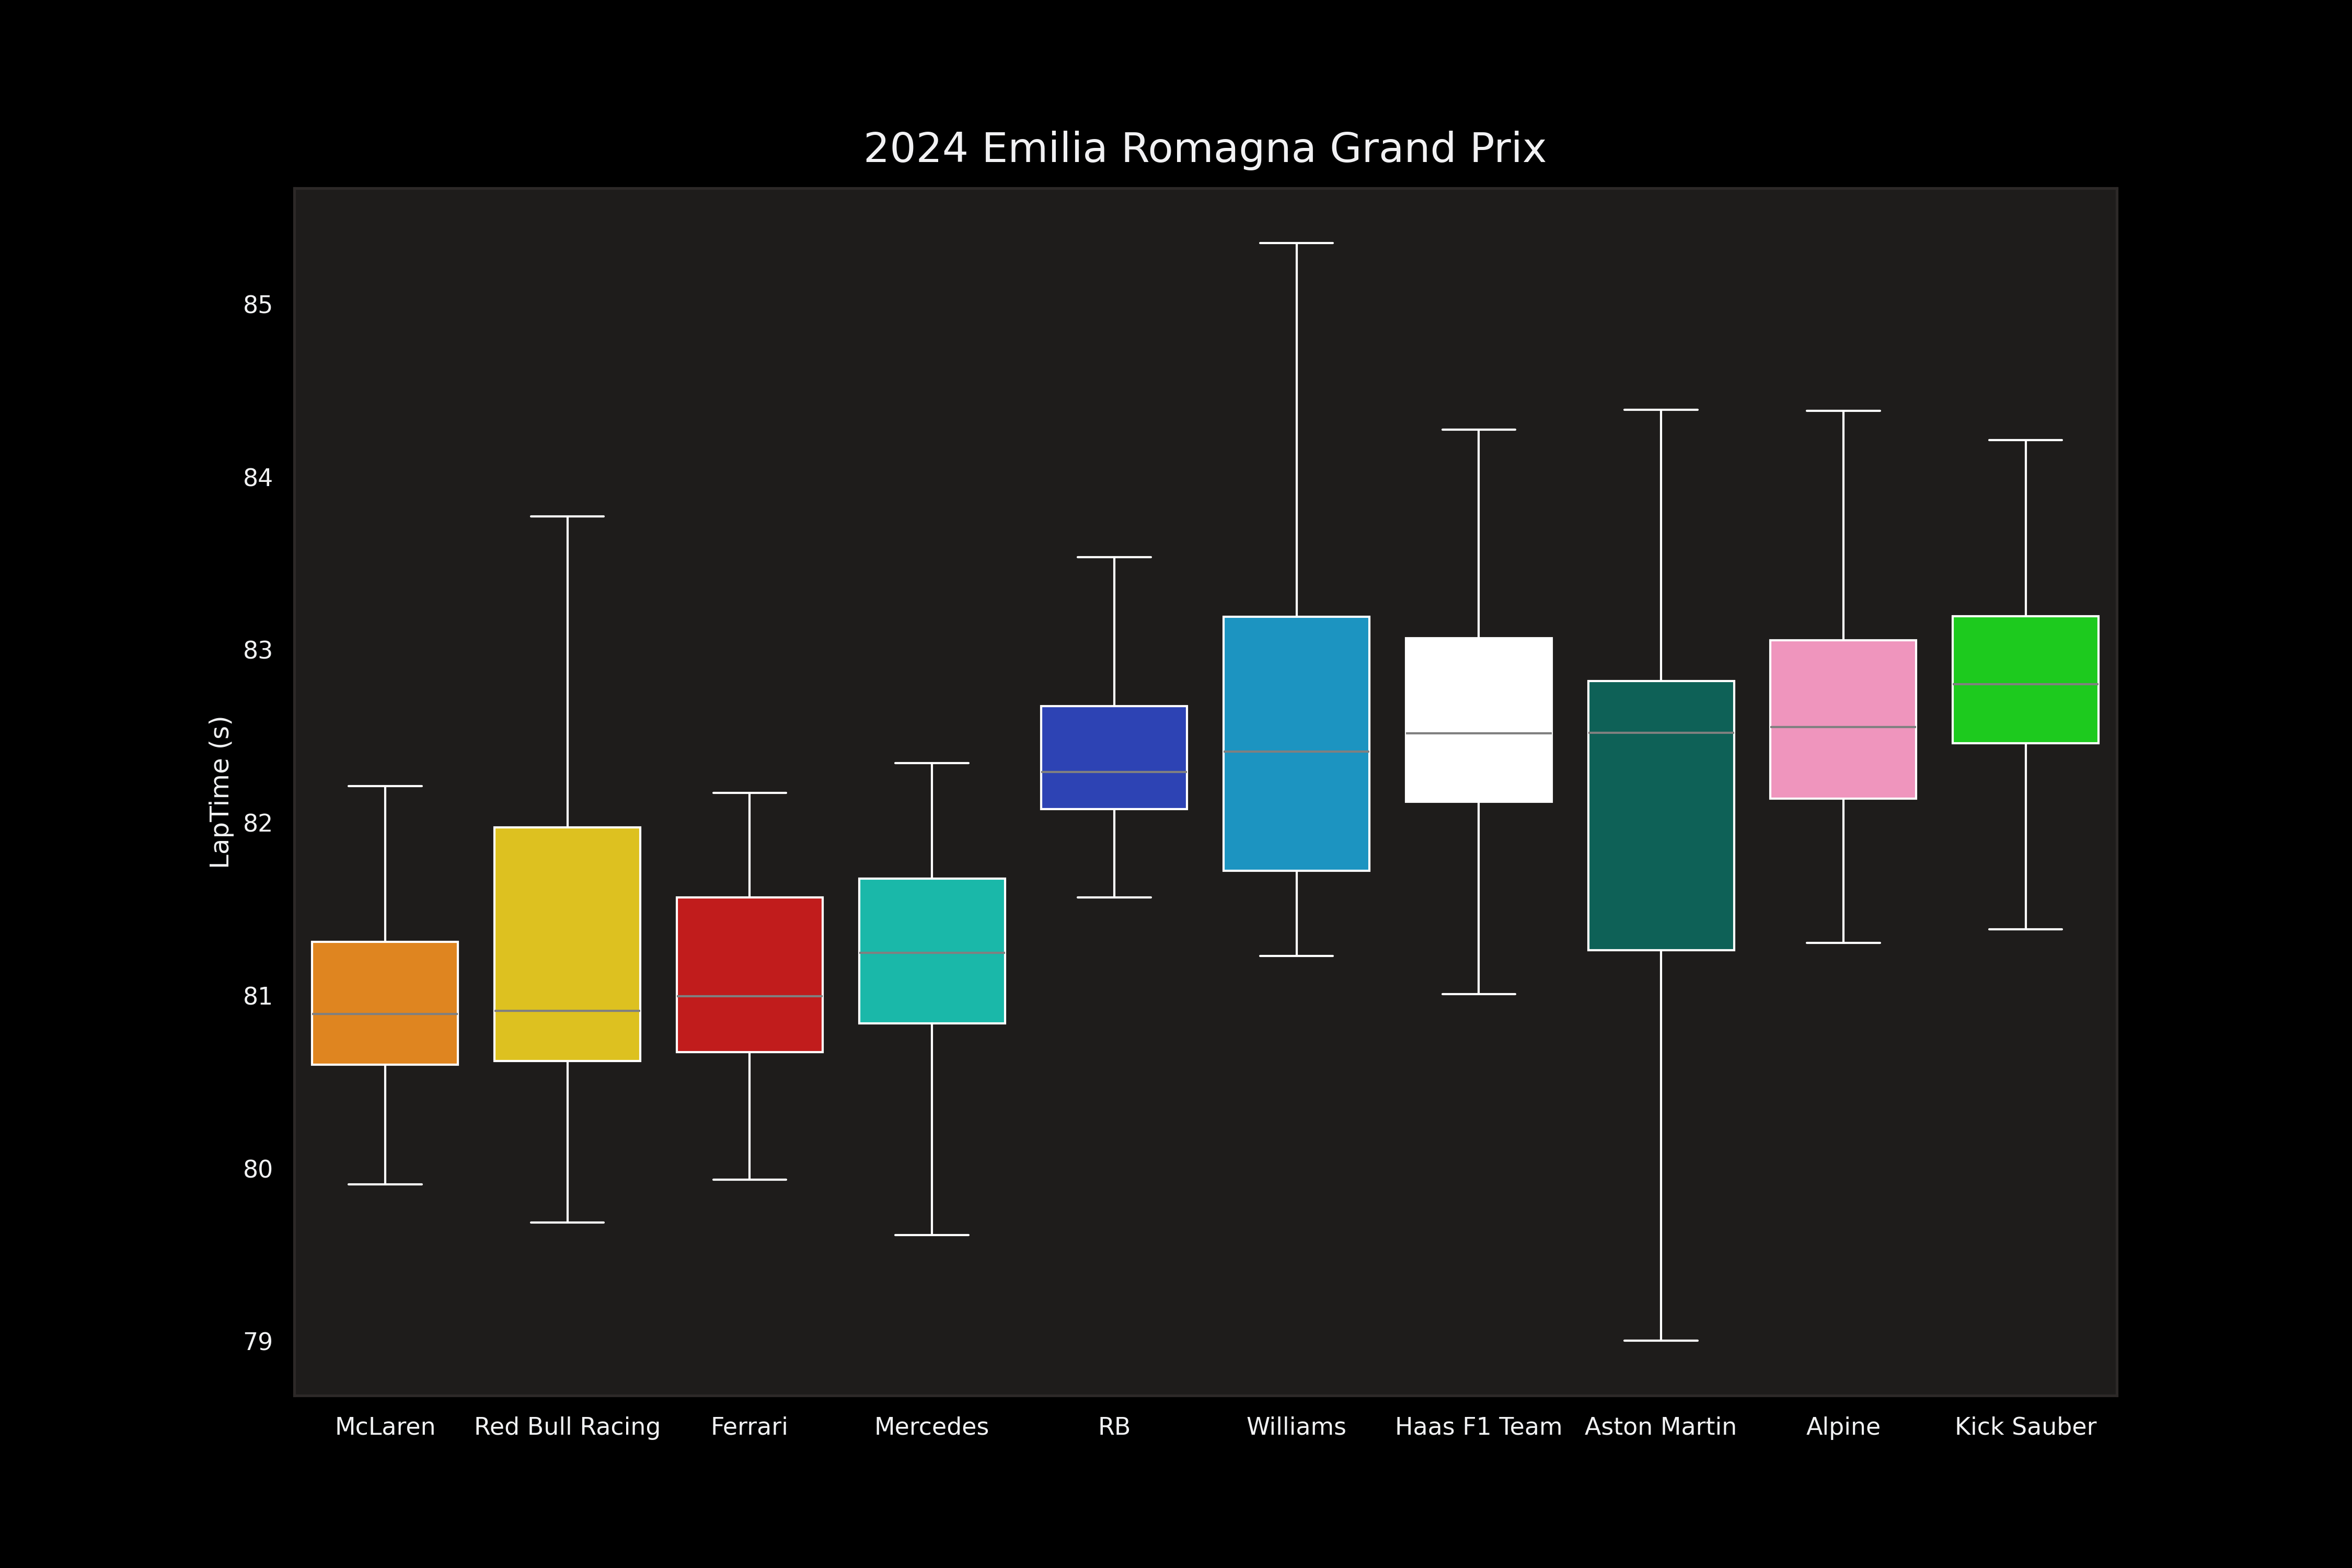 2024 Emilia Romagna Grand Prix
LapTime (s)
85
84
83
82
81
80
79
McLaren Red Bull Racing Ferrari Mercedes RB Williams Haas F1 Team Aston Martin Alpine Kick Sauber